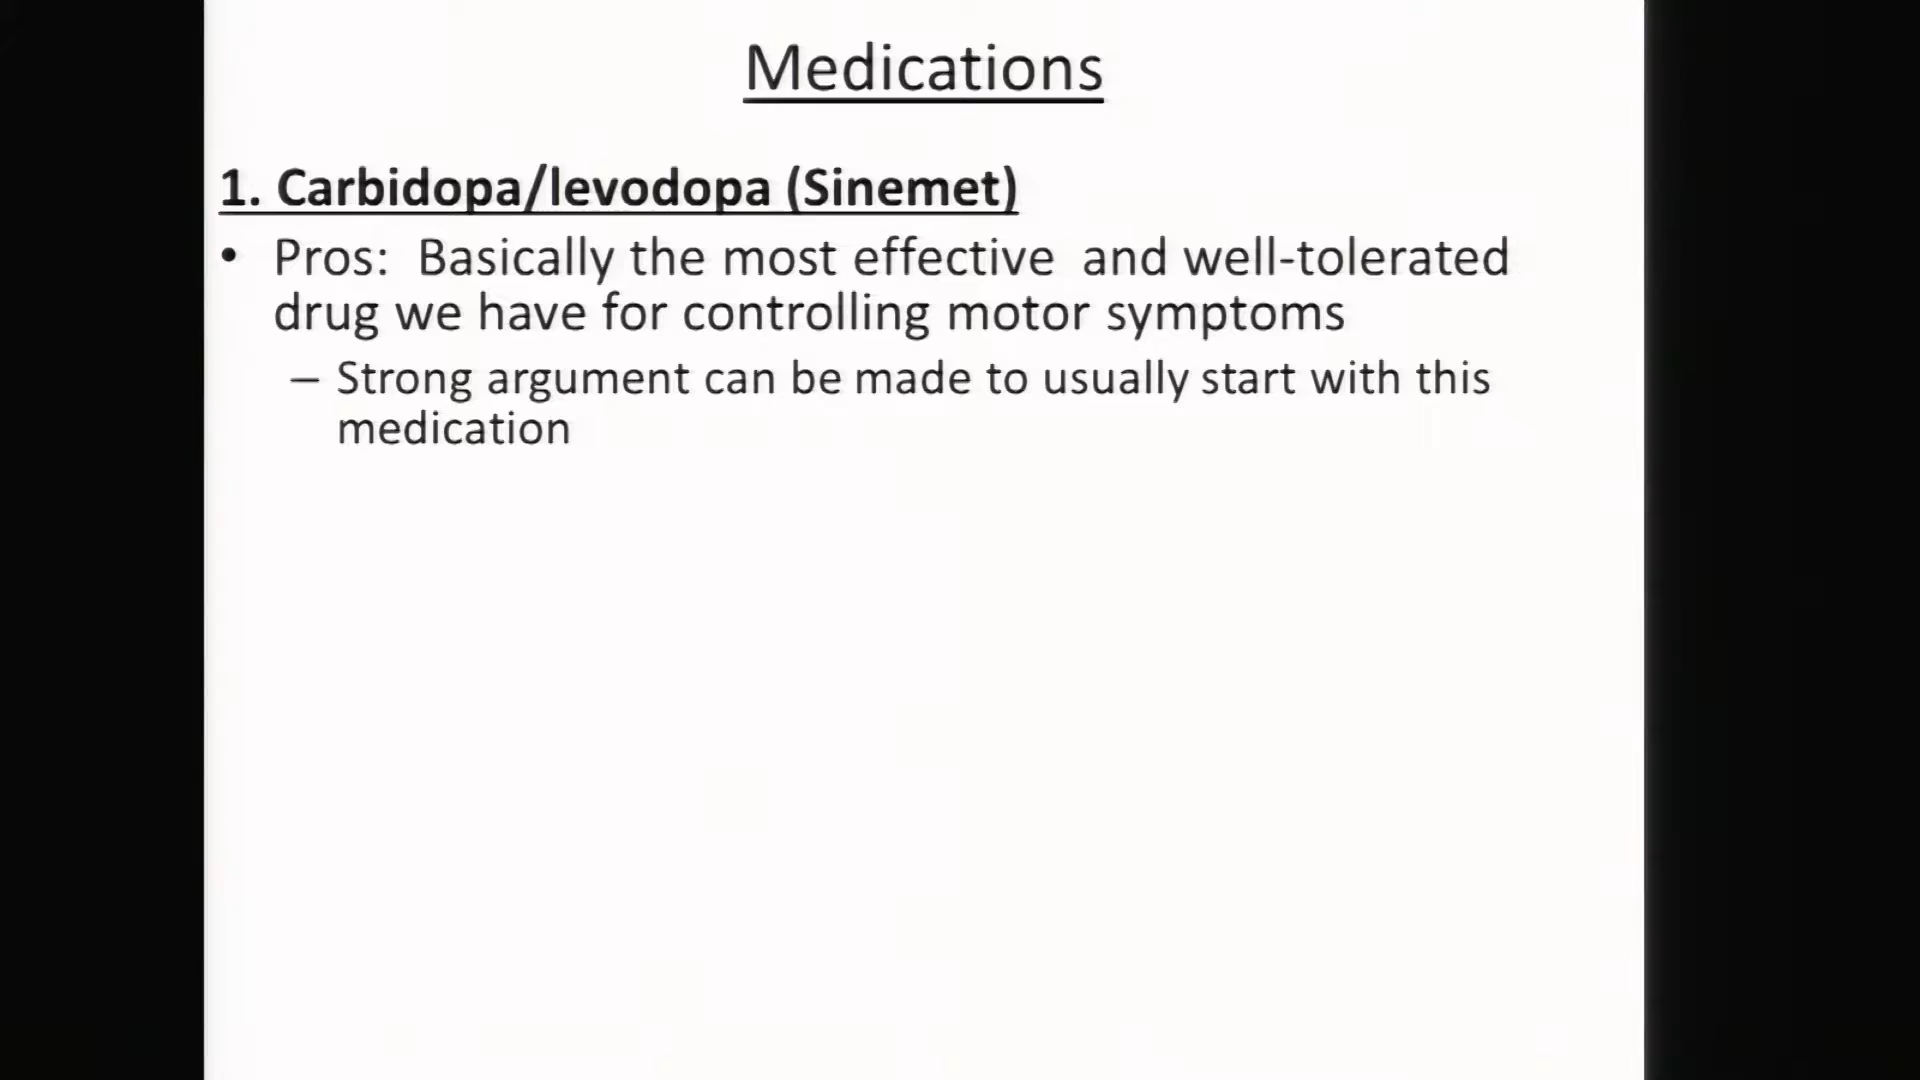 Medications
1. Carbidopa/levodopa (Sinemet)
• Pros:  Basically the most effective  and well-tolerated
drug we have for controlling motor symptoms
– Strong argument can be made to usually start with this
medication